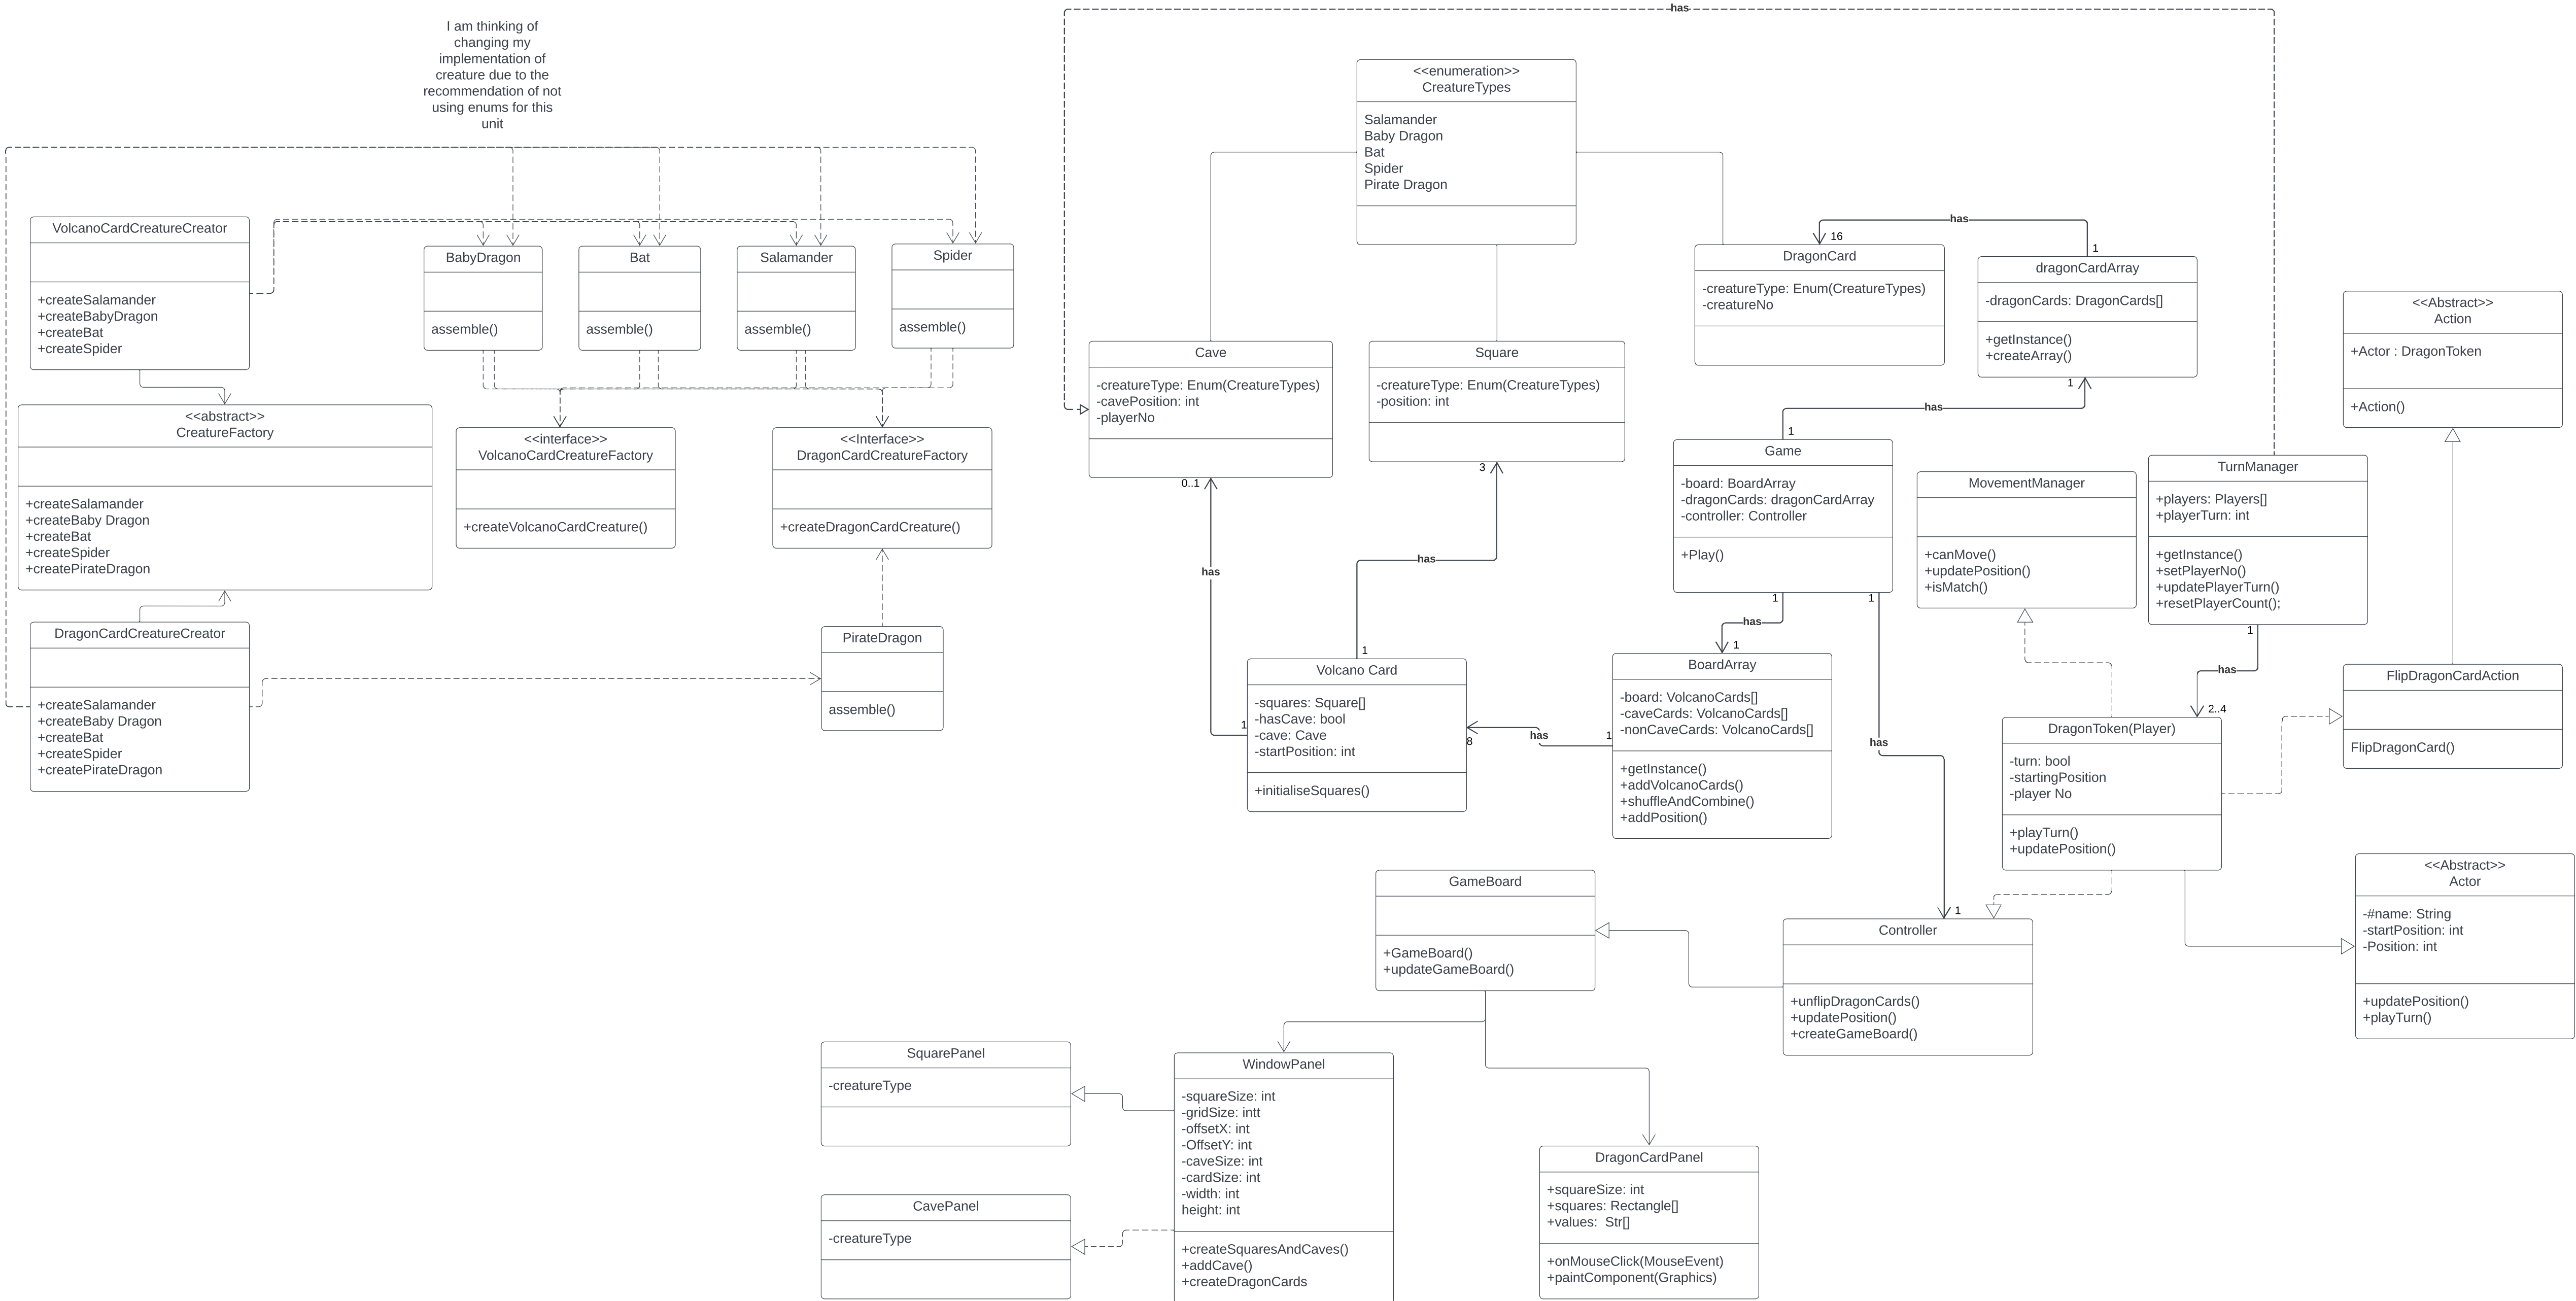 has
I am thinking of
changing my
implementation of
creature due to the
recommendation of not
using enums for this
unit
<<enumeration>>
CreatureTypes
Salamander
Baby Dragon
Bat
Spider
Pirate Dragon
VolcanoCardCreatureCreator
+createSalamander
+createBabyDragon
+createBat
+createSpider
BabyDragon
assemble()
Bat
assemble()
Salamander
assemble()
Spider
assemble()
<<abstract>>
CreatureFactory
+createSalamander
+createBaby Dragon
+createBat
+createSpider
+createPirateDragon
<<interface>>
VolcanoCardCreatureFactory
+createVolcanoCardCreature()
<<Interface>>
DragonCardCreatureFactory
+createDragonCardCreature()
DragonCardCreatureCreator
+createSalamander
+createBaby Dragon
+createBat
+createSpider
+createPirateDragon
PirateDragon
assemble()
has
16
1
DragonCard
-creatureType: Enum(CreatureTypes)
-creatureNo
dragonCardArray
-dragonCards: DragonCards[]
+getInstance()
+createArray()
1
has
1
Cave
-creatureType: Enum(CreatureTypes)
-cavePosition: int
-playerNo
0..1
has
1
Square
-creatureType: Enum(CreatureTypes)
-position: int
3
has
1
Game
-board: BoardArray
-dragonCards: dragonCardArray
-controller: Controller
+Play()
1
has
1
1
has
1
MovementManager
+canMove()
+updatePosition()
+isMatch()
TurnManager
+players: Players[]
+playerTurn: int
+getInstance()
+setPlayerNo()
+updatePlayerTurn()
+resetPlayerCount();
1
has
2..4
<<Abstract>>
Action
+Actor : DragonToken
+Action()
FlipDragonCardAction
FlipDragonCard()
Volcano Card
-squares: Square[]
-hasCave: bool
-cave: Cave
-startPosition: int
+initialiseSquares()
8
has
1
BoardArray
-board: VolcanoCards[]
-caveCards: VolcanoCards[]
-nonCaveCards: VolcanoCards[]
+getInstance()
+addVolcanoCards()
+shuffleAndCombine()
+addPosition()
DragonToken(Player)
-turn: bool
-startingPosition
-player No
+playTurn()
+updatePosition()
<<Abstract>>
Actor
-#name: String
-startPosition: int
-Position: int
+updatePosition()
+playTurn()
GameBoard
+GameBoard()
+updateGameBoard()
Controller
+unflipDragonCards()
+updatePosition()
+createGameBoard()
SquarePanel
-creatureType
CavePanel
-creatureType
WindowPanel
-squareSize: int
-gridSize: intt
-offsetX: int
-OffsetY: int
-caveSize: int
-cardSize: int
-width: int
height: int
+createSquaresAndCaves()
+addCave()
+createDragonCards
DragonCardPanel
+squareSize: int
+squares: Rectangle[]
+values:  Str[]
+onMouseClick(MouseEvent)
+paintComponent(Graphics)